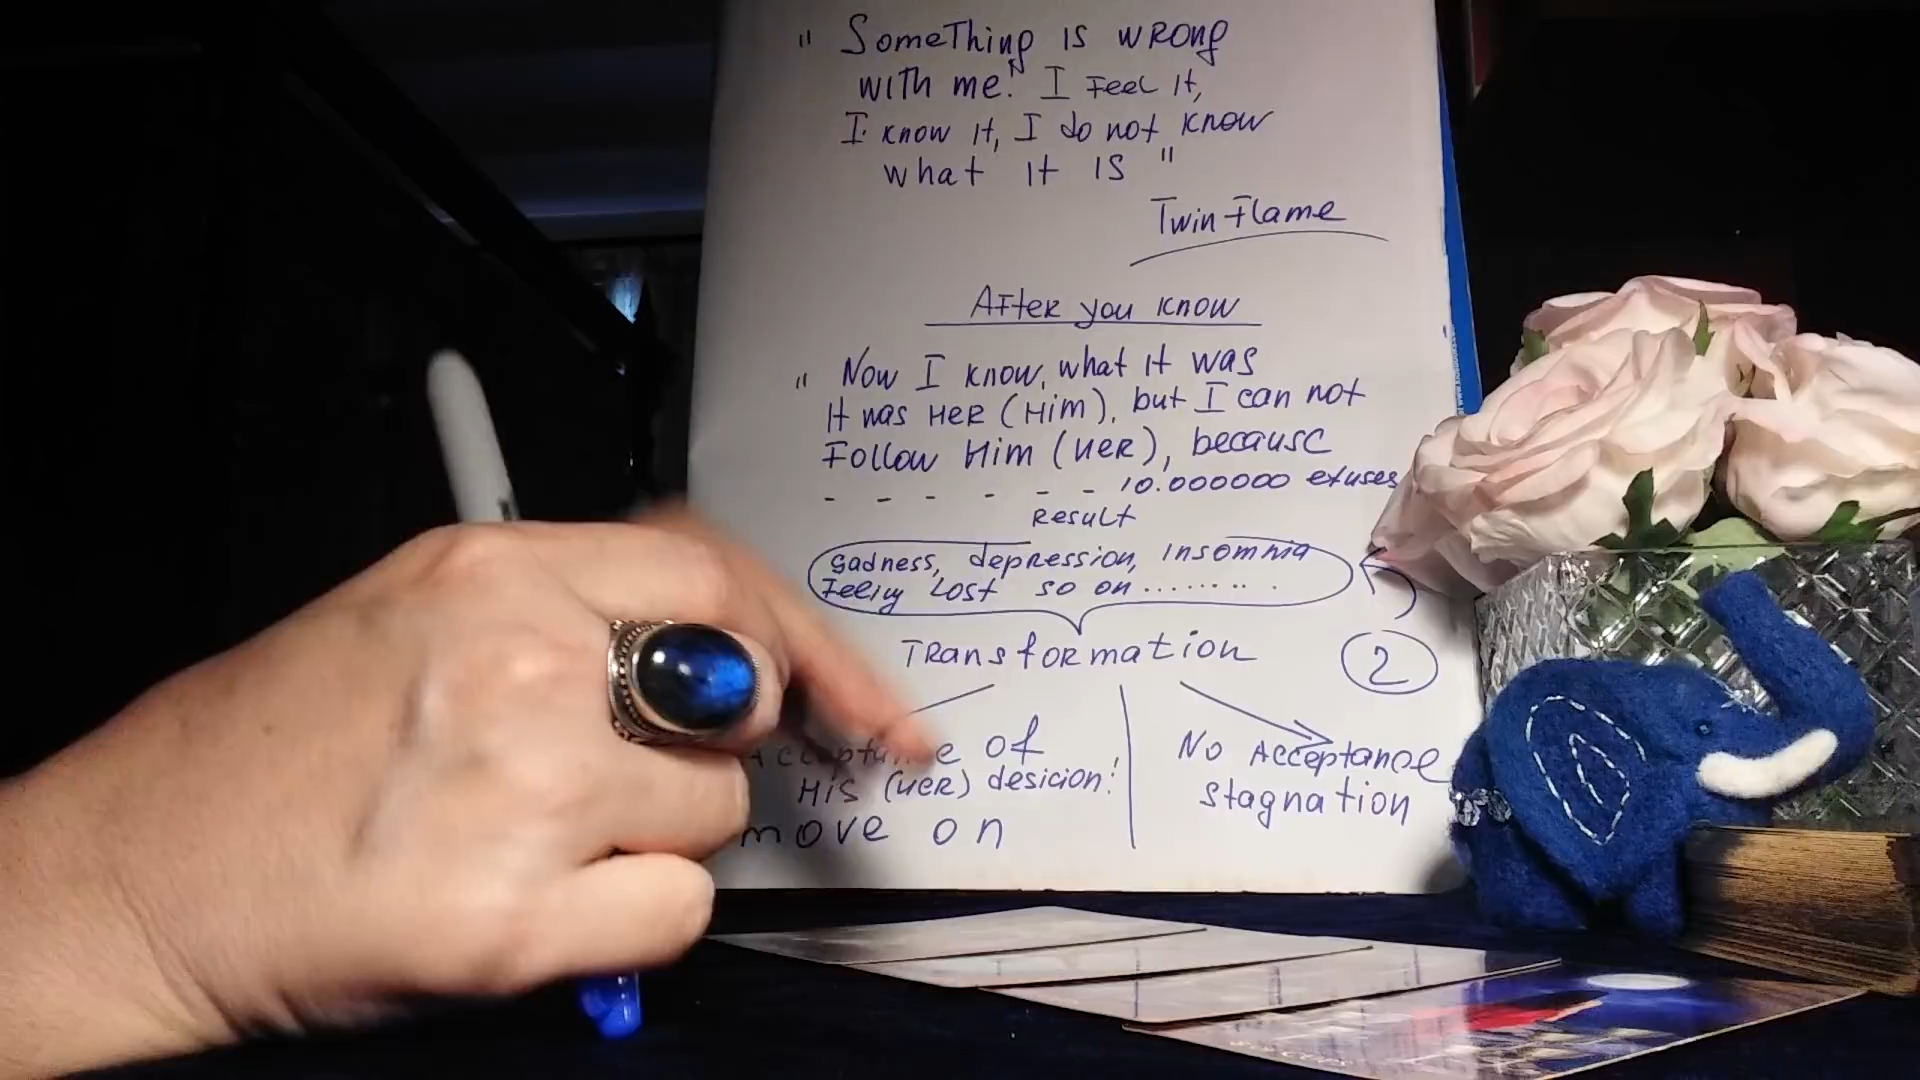 " Something is wrong
with me! I Feel it,
I know it, I do not know
what it is "
Twin Flame
After you know
" Now I know, what it was
It was Her (Him), but I can not
Follow Him (Her), because
- - - - - - 10.000000 exuses
Result
Sadness, depression, Insomnia
Feeliy Lost so on .........
Transformation
2
Acceptance of
His (Her) desicion!
move on
No Acceptance
Stagnation